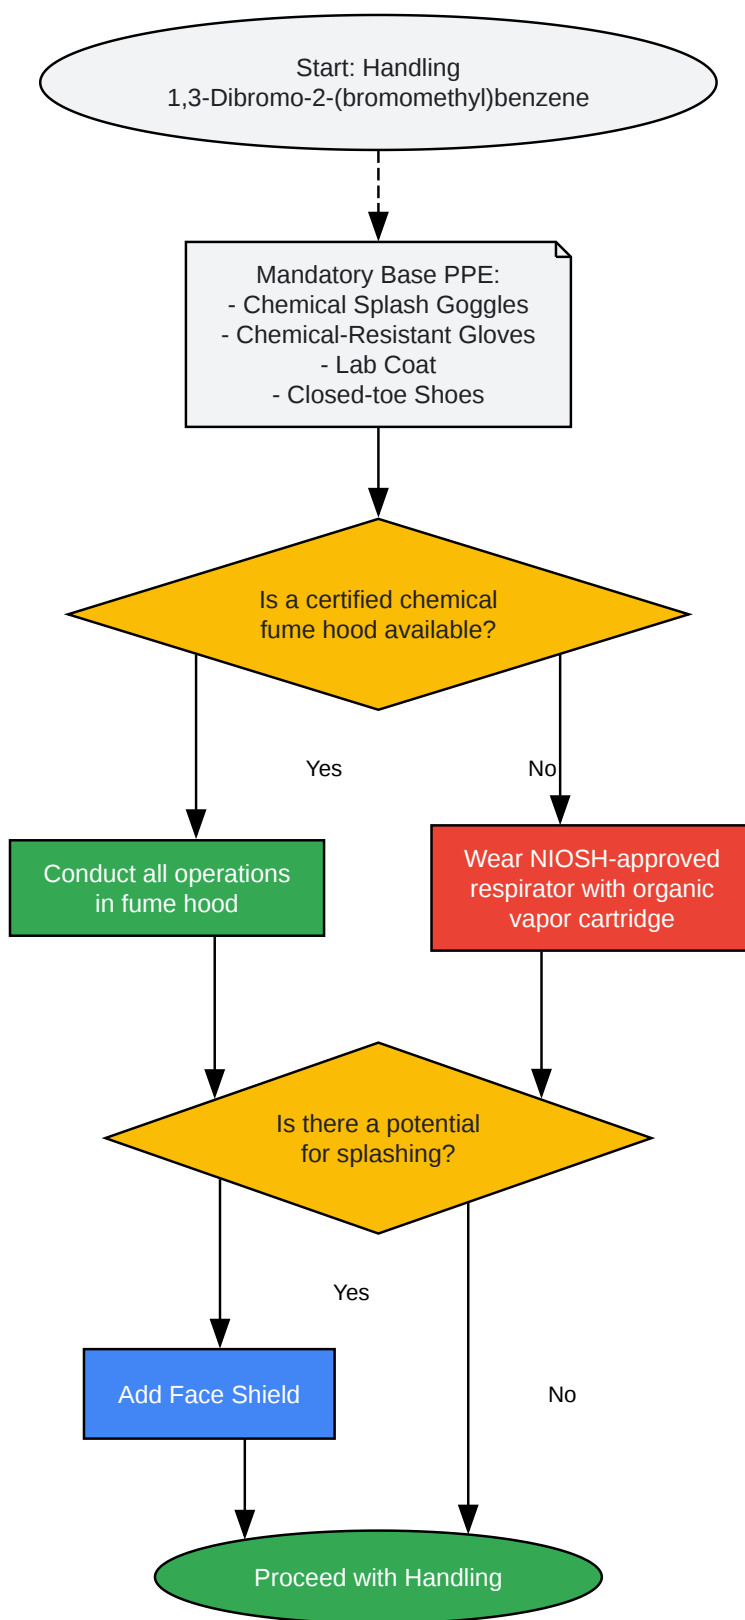 Start: Handling
1,3-Dibromo-2-(bromomethyl)benzene
Mandatory Base PPE:
- Chemical Splash Goggles
- Chemical-Resistant Gloves
- Lab Coat
- Closed-toe Shoes
Is a certified chemical
fume hood available?
Yes
No
Conduct all operations
in fume hood
Wear NIOSH-approved
respirator with organic
vapor cartridge
Is there a potential
for splashing?
Yes
Add Face Shield
No
Proceed with Handling